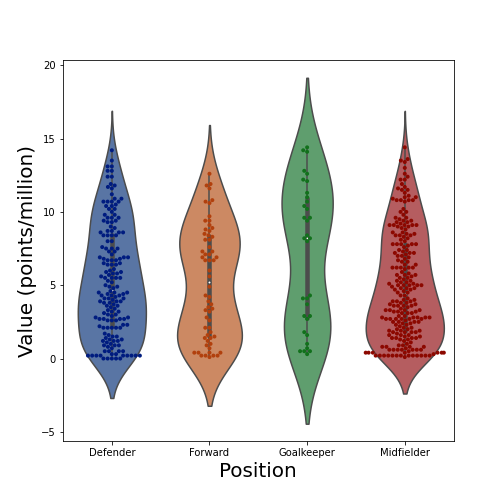 20
15
10
5
0
−5
Value (points/million)
Defender Forward Goalkeeper Midfielder
Position